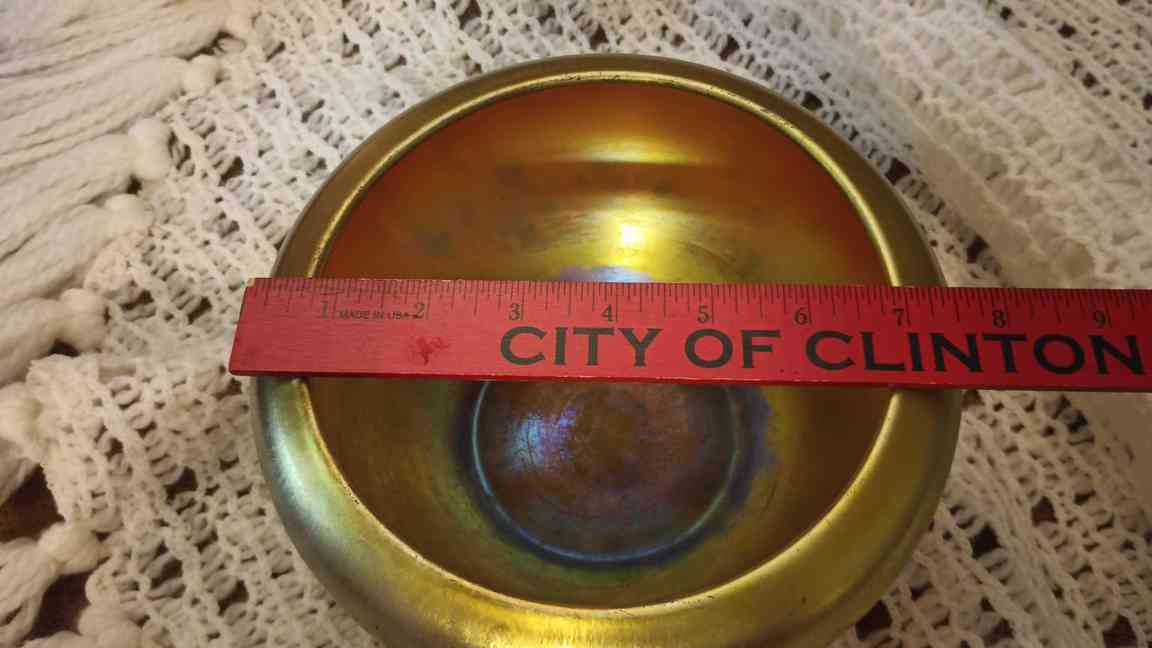 1 2 3 4 5 6 7 8 9
MADE IN USA
CITY OF CLINTON